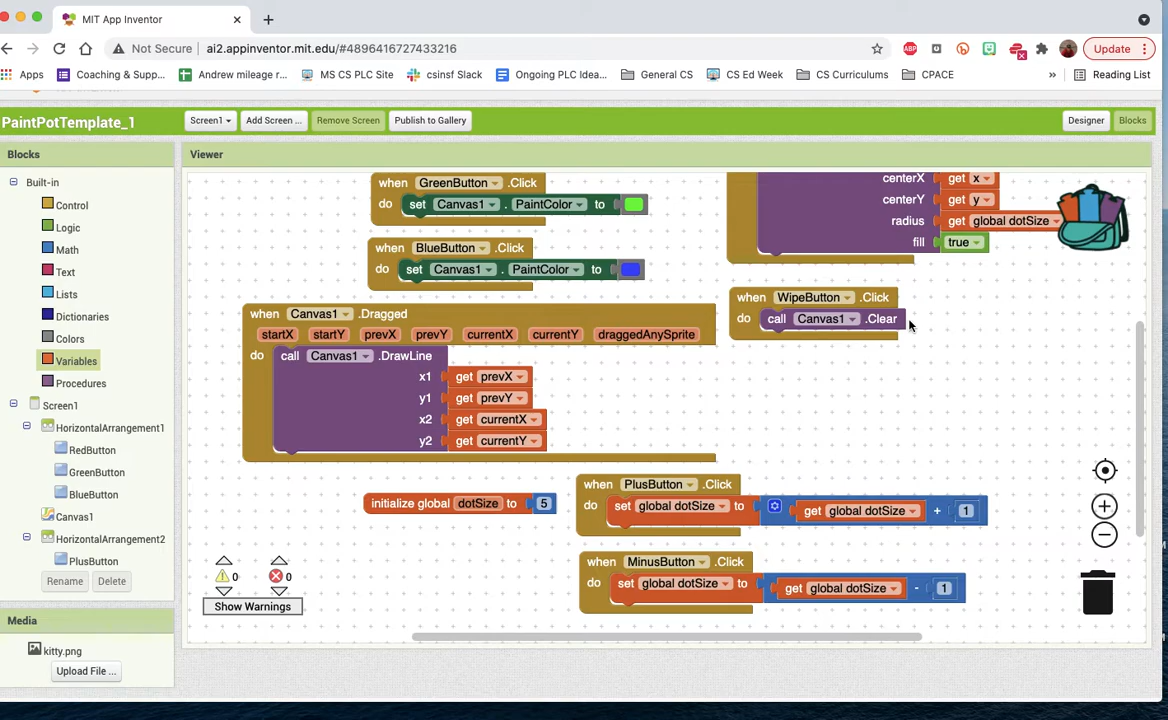 MIT App Inventor
Not Secure
ai2.appinventor.mit.edu/#4896416727433216
ABP
Update
Apps
Coaching & Supp...
Andrew mileage r...
MS CS PLC Site
csinsf Slack
Ongoing PLC Idea...
General CS
CS Ed Week
CS Curriculums
CPACE
»
Reading List
PaintPotTemplate_1
Screen1
Add Screen ...
Remove Screen
Publish to Gallery
Designer
Blocks
Blocks
Built-in
Control
Logic
Math
Text
Lists
Dictionaries
Colors
Variables
Procedures
Screen1
HorizontalArrangement1
RedButton
GreenButton
BlueButton
Canvas1
HorizontalArrangement2
PlusButton
Rename
Delete
Media
kitty.png
Upload File ...
Viewer
when GreenButton .Click
do set Canvas1 . PaintColor to
when BlueButton .Click
do set Canvas1 . PaintColor to
when Canvas1 .Dragged
startX startY prevX prevY currentX currentY draggedAnySprite
do call Canvas1 .DrawLine
x1 get prevX
y1 get prevY
x2 get currentX
y2 get currentY
centerX get x
centerY get y
radius get global dotSize
fill true
when WipeButton .Click
do call Canvas1 .Clear
initialize global dotSize to 5
when PlusButton .Click
do set global dotSize to get global dotSize + 1
when MinusButton .Click
do set global dotSize to get global dotSize - 1
0
0
Show Warnings